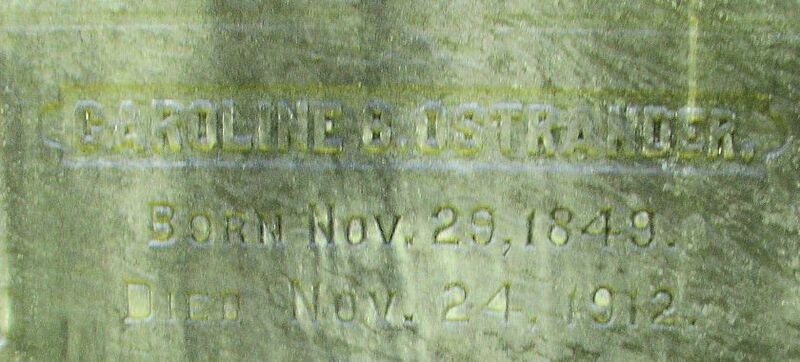 CAROLINE B. OSTRANDER.
BORN NOV. 29, 1849.
DIED NOV. 24, 1912.